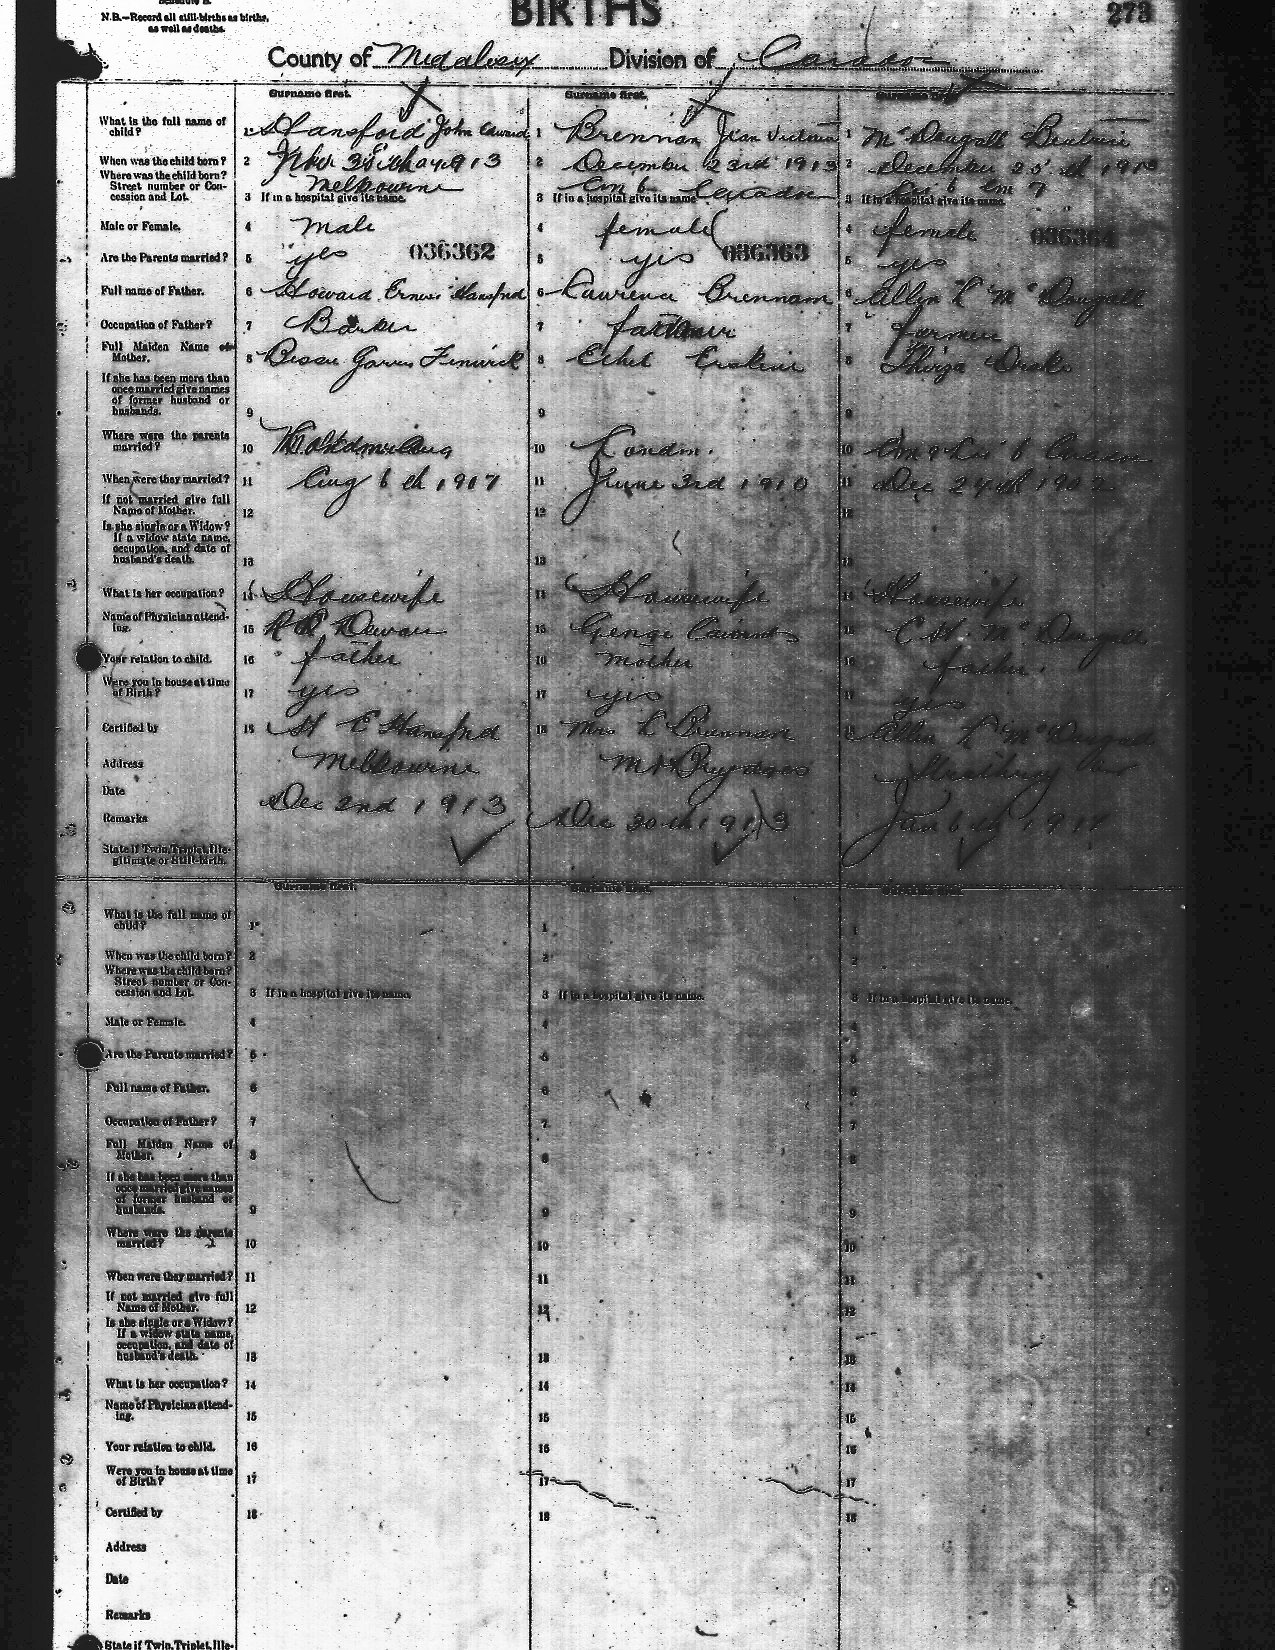 Schedule B.
N.B.—Record all still-births as births,
as well as deaths.
BIRTHS
273
County of Middlesex Division of Caradoc
Surname first. Surname first. Surname first.
What is the full name of child? 1 Hansford John Edward 1 Brennan Jean 1 McDougall Beatrice
When was the child born? 2 1913 2 December 23rd 1913 2 December 1913
Where was the child born? Street number or Concession and Lot. Melbourne Con 6 Caradoc Lot 6 Con 7
3 If in a hospital give its name. 3 If in a hospital give its name. 3 If in a hospital give its name.
Male or Female. 4 Male 4 female 4 female
036362 036363 036364
Are the Parents married? 5 yes 5 yes 5 yes
Full name of Father. 6 Howard Ernest Hansford 6 Lawrence Brennan 6 Allen L McDougall
Occupation of Father? 7 7 farmer 7 farmer
Full Maiden Name of Mother. 8 Fenwick 8 Ethel Erskine 8 Thirza Drake
If she has been more than once married give names of former husband or husbands. 9 9 9
Where were the parents married? 10 10 London. 10 Caradoc
When were they married? 11 Aug 6th 11 June 3rd 1910 11 Dec 24th 1902
If not married give full Name of Mother. 12 12 12
Is she single or a Widow? If a widow state name, occupation, and date of husband's death. 13 13 13
What is her occupation? 14 Housewife 14 Housewife 14 Housewife
Name of Physician attending. 15 Dewar 15 George 15 McDougall
Your relation to child. 16 father 16 mother 16 father.
Were you in house at time of Birth? 17 yes 17 yes 17 yes
Certified by 18 H E Hansford 18 Mrs L Brennan 18 Allen L McDougall
Address Melbourne Mt Brydges Strathroy
Date Dec 2nd 1913 Dec 30th 1913 Jan 6th 1914
Remarks
State if Twin, Triplet, Illegitimate or Still-birth.
Surname first. Surname first. Surname first.
What is the full name of child? 1 1 1
When was the child born? 2 2 2
Where was the child born? Street number or Concession and Lot. 3 If in a hospital give its name. 3 If in a hospital give its name. 3 If in a hospital give its name.
Male or Female. 4 4 4
Are the Parents married? 5 5 5
Full name of Father. 6 6 6
Occupation of Father? 7 7 7
Full Maiden Name of Mother. 8 8 8
If she has been more than once married give names of former husband or husbands. 9 9 9
Where were the parents married? 10 10 10
When were they married? 11 11 11
If not married give full Name of Mother. 12 12 12
Is she single or a Widow? If a widow state name, occupation, and date of husband's death. 13 13 13
What is her occupation? 14 14 14
Name of Physician attending. 15 15 15
Your relation to child. 16 16 16
Were you in house at time of Birth? 17 17 17
Certified by 18 18 18
Address
Date
Remarks
State if Twin, Triplet, Ille-